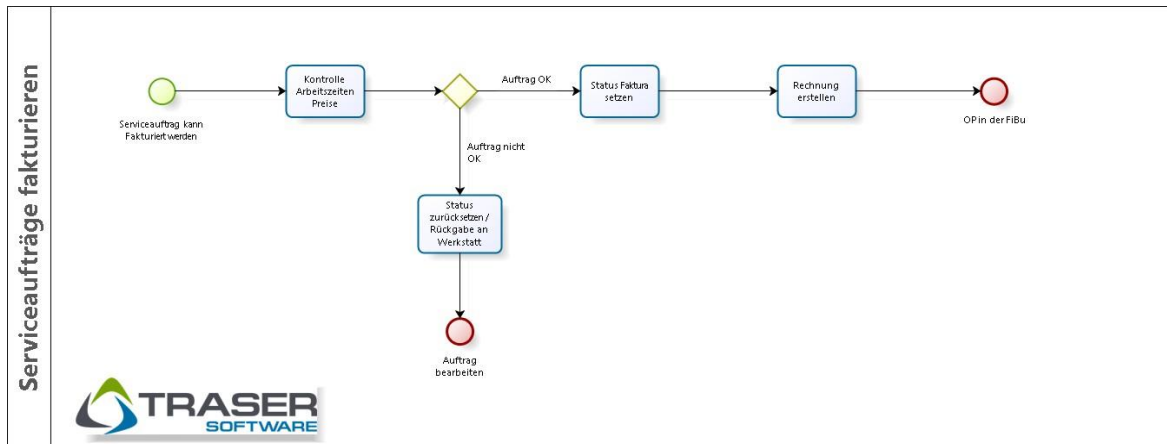 Serviceaufträge fakturieren
Serviceauftrag kann
Fakturiert werden
Kontrolle
Arbeitszeiten
Preise
Auftrag OK
Status Faktura
setzen
Rechnung
erstellen
OP in der FiBu
Auftrag nicht
OK
Status
zurücksetzen /
Rückgabe an
Werkstatt
Auftrag
bearbeiten
TRASER
SOFTWARE